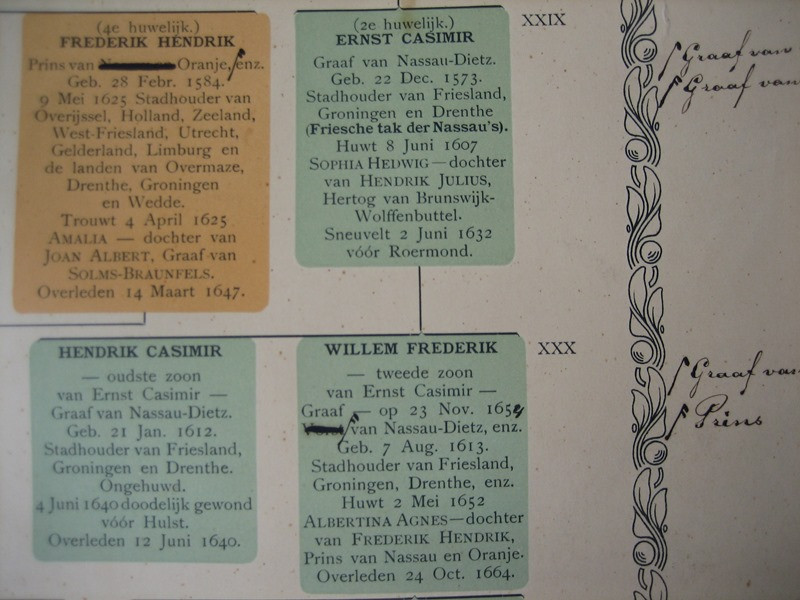 (4e huwelijk.)
FREDERIK HENDRIK
Prins van Oranje, enz.
Geb. 28 Febr. 1584.
9 Mei 1625 Stadhouder van
Overijssel, Holland, Zeeland,
West-Friesland, Utrecht,
Gelderland, Limburg en
de landen van Overmaze,
Drenthe, Groningen
en Wedde.
Trouwt 4 April 1625
AMALIA — dochter van
JOAN ALBERT, Graaf van
SOLMS-BRAUNFELS.
Overleden 14 Maart 1647.
(2e huwelijk.)
ERNST CASIMIR
Graaf van Nassau-Dietz.
Geb. 22 Dec. 1573.
Stadhouder van Friesland,
Groningen en Drenthe
(Friesche tak der Nassau's).
Huwt 8 Juni 1607
SOPHIA HEDWIG — dochter
van HENDRIK JULIUS,
Hertog van Brunswijk-
Wolffenbuttel.
Sneuvelt 2 Juni 1632
vóór Roermond.
XXIX
Graaf van
Graaf van
HENDRIK CASIMIR
— oudste zoon
van Ernst Casimir —
Graaf van Nassau-Dietz.
Geb. 21 Jan. 1612.
Stadhouder van Friesland,
Groningen en Drenthe.
Ongehuwd.
4 Juni 1640 doodelijk gewond
vóór Hulst.
Overleden 12 Juni 1640.
WILLEM FREDERIK
— tweede zoon
van Ernst Casimir —
Graaf — op 23 Nov.
van Nassau-Dietz, enz.
Geb. 7 Aug. 1613.
Stadhouder van Friesland,
Groningen, Drenthe, enz.
Huwt 2 Mei 1652
ALBERTINA AGNES — dochter
van FREDERIK HENDRIK,
Prins van Nassau en Oranje.
Overleden 24 Oct. 1664.
XXX
Graaf van
Prins